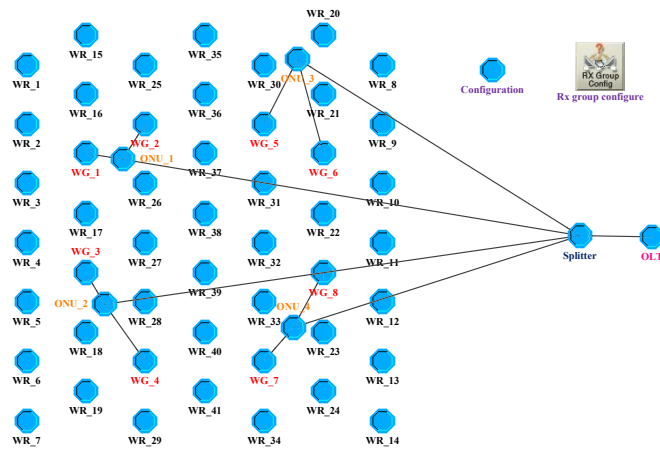 WR_20
WR_15
WR_35
WR_1
WR_25
WR_30
ONU_3
WR_8
Configuration
RX Group
Config
Rx group configure
WR_16
WR_36
WR_21
WR_2
WG_2
WG_5
WR_9
ONU_1
WG_1
WR_37
WG_6
WR_3
WR_26
WR_31
WR_10
WR_17
WR_38
WR_22
WG_3
WR_4
WR_27
WR_32
WR_11
Splitter
OLT
WR_39
WG_8
ONU_2
ONU_4
WR_5
WR_28
WR_33
WR_12
WR_18
WR_40
WR_23
WR_6
WG_4
WG_7
WR_13
WR_19
WR_41
WR_24
WR_7
WR_29
WR_34
WR_14